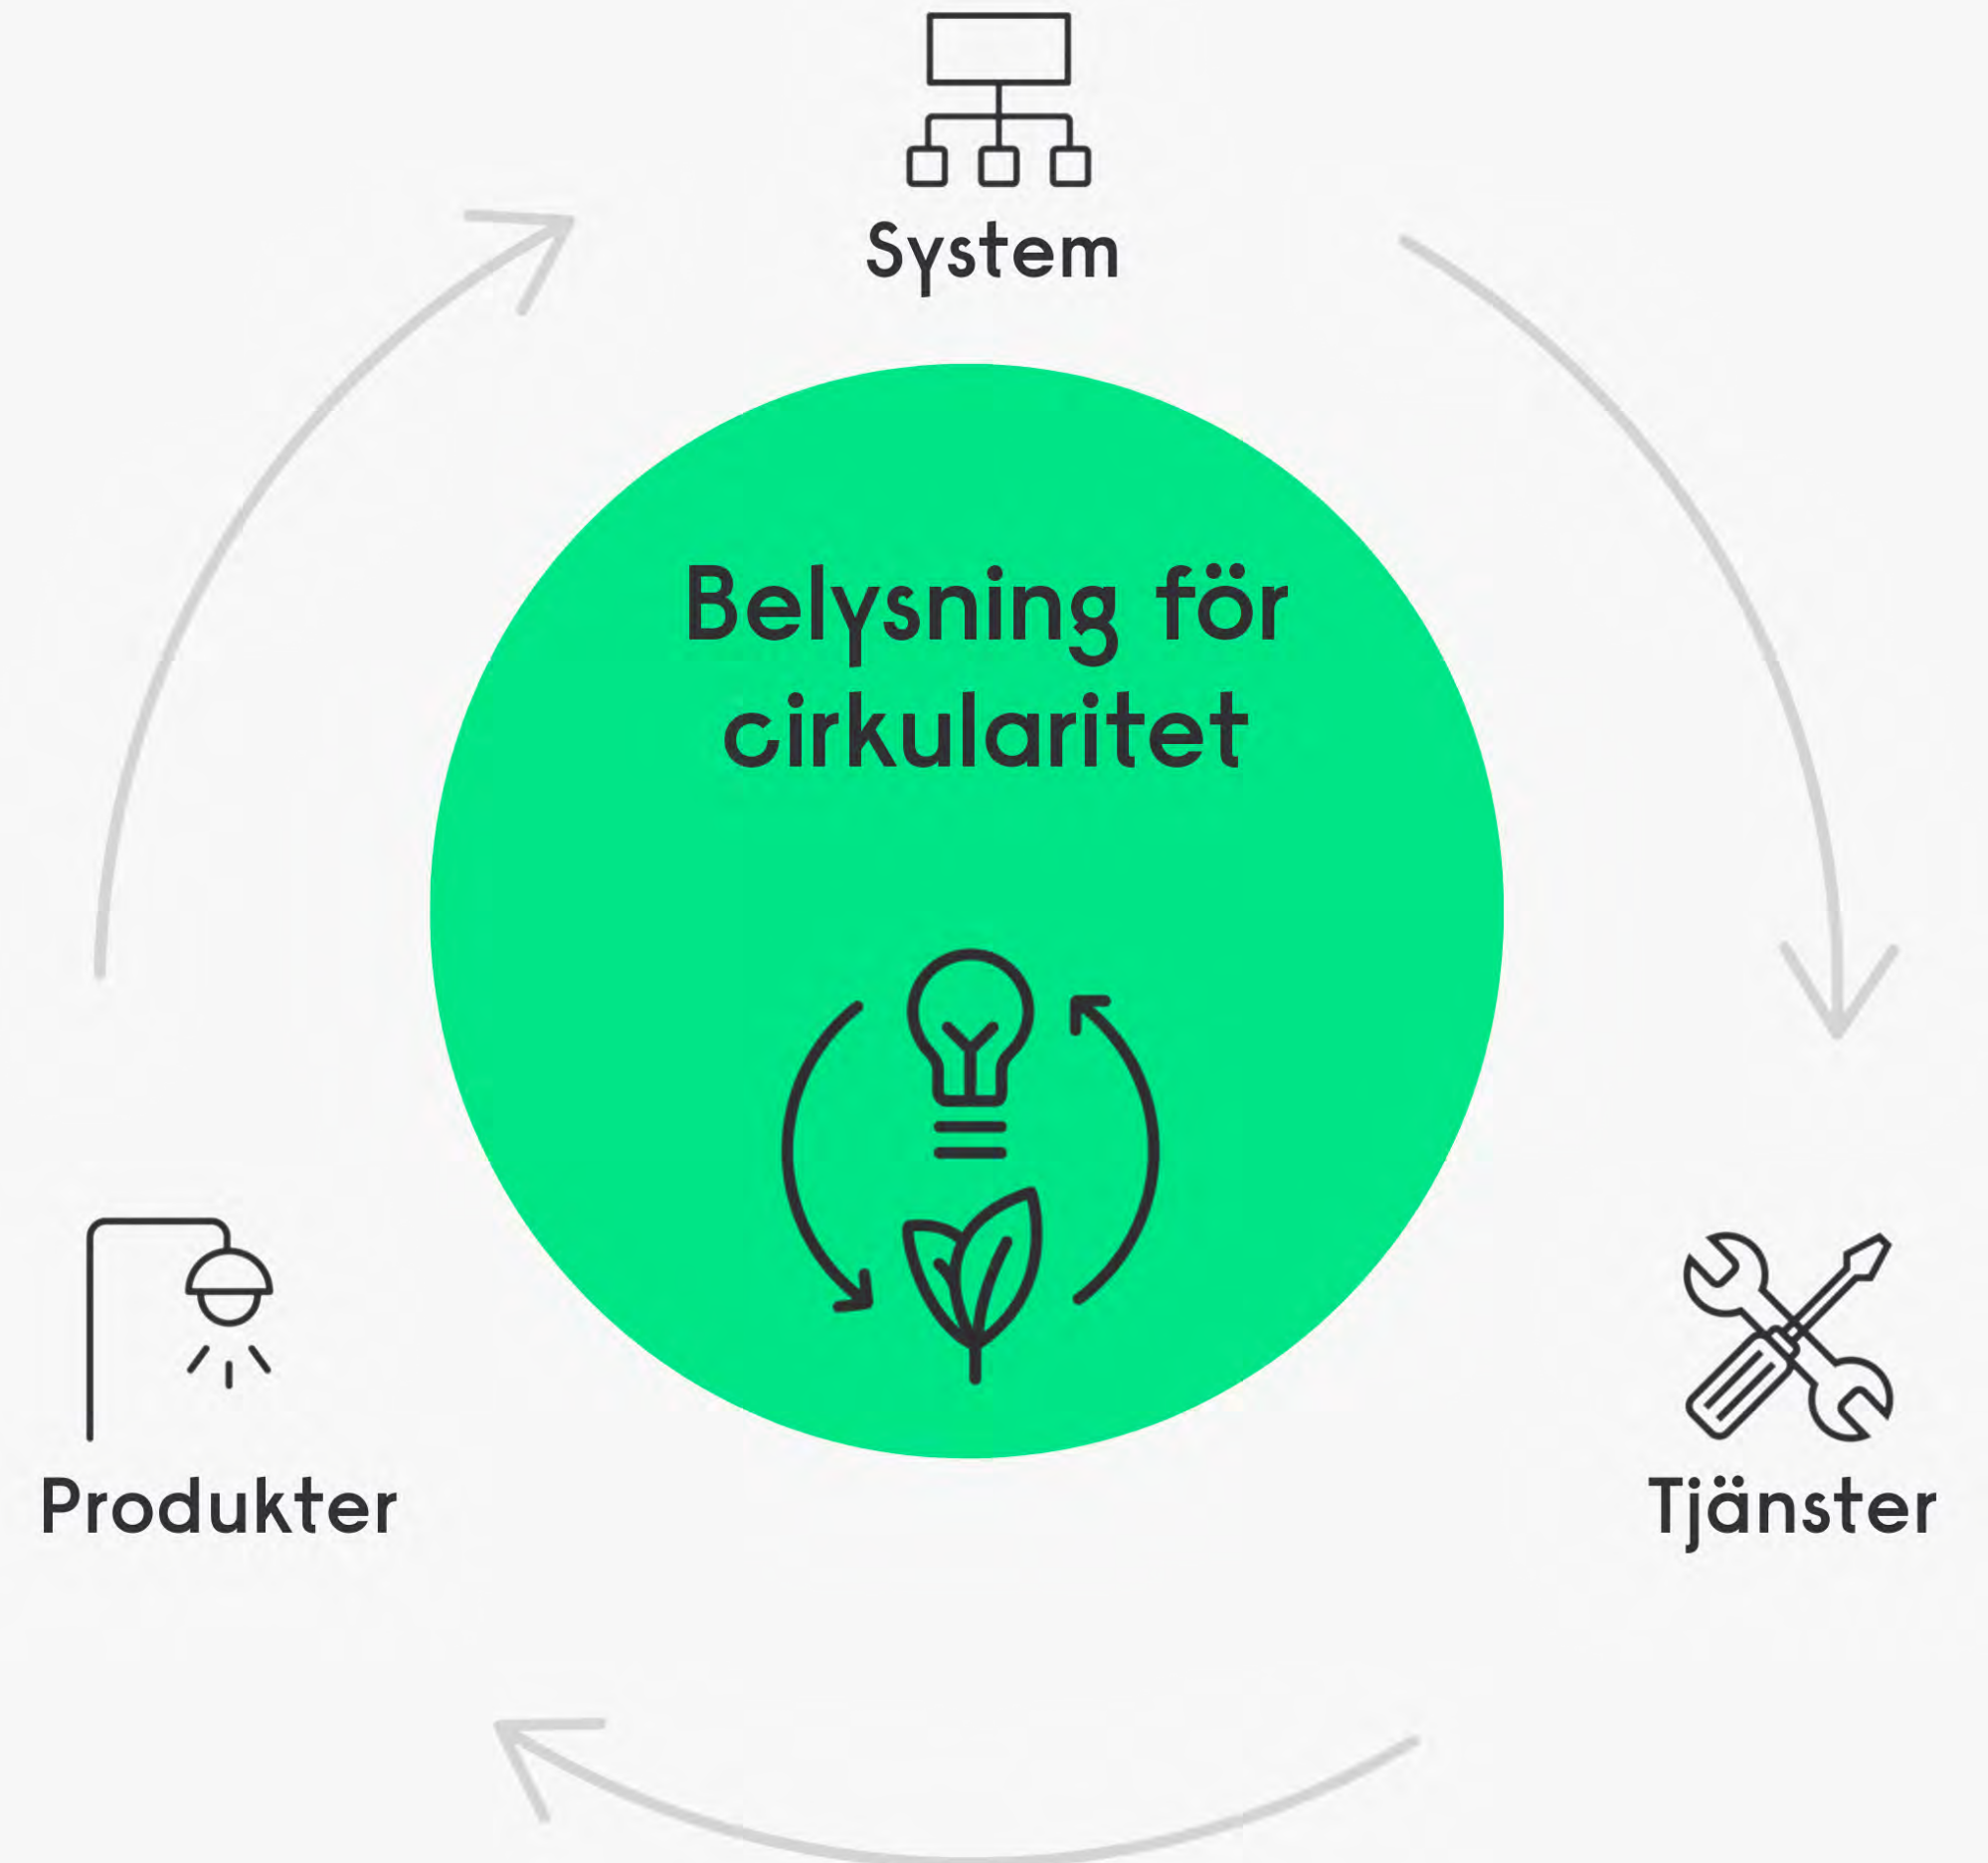 System
Belysning för
cirkularitet
Produkter
Tjänster